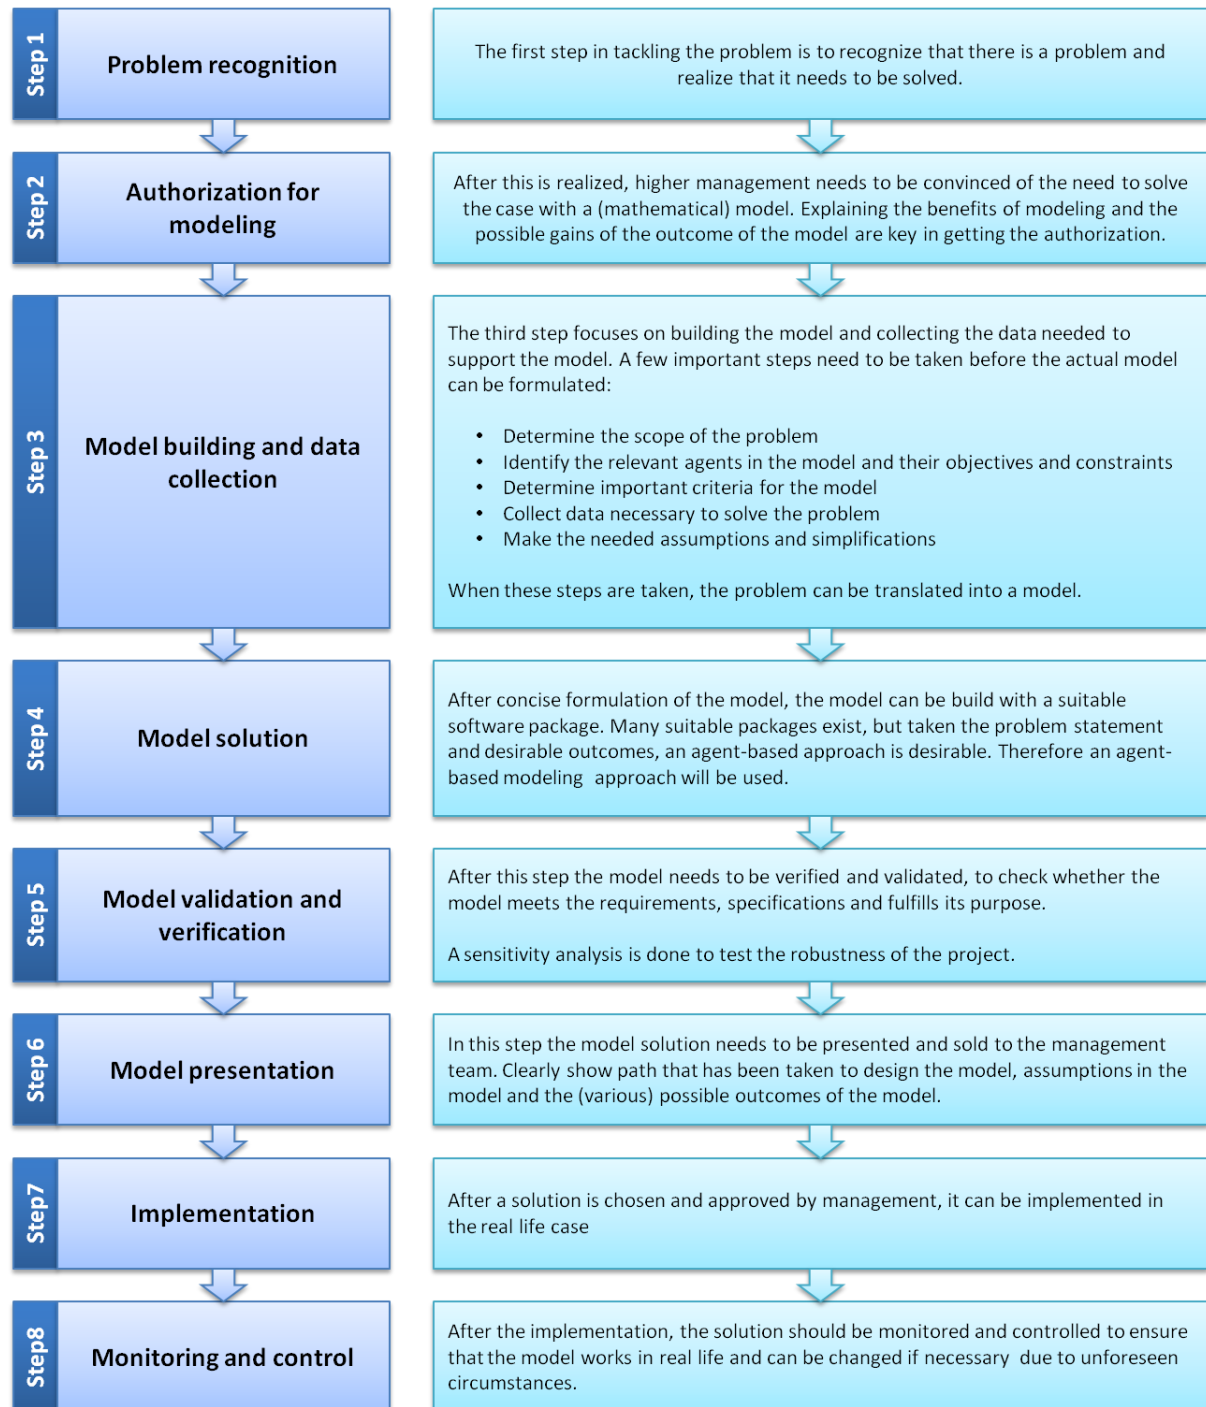 Step 1
Problem recognition
The first step in tackling the problem is to recognize that there is a problem and
realize that it needs to be solved.
Step 2
Authorization for
modeling
After this is realized, higher management needs to be convinced of the need to solve
the case with a (mathematical) model. Explaining the benefits of modeling and the
possible gains of the outcome of the model are key in getting the authorization.
Step 3
Model building and data
collection
The third step focuses on building the model and collecting the data needed to
support the model. A few important steps need to be taken before the actual model
can be formulated:
• Determine the scope of the problem
• Identify the relevant agents in the model and their objectives and constraints
• Determine important criteria for the model
• Collect data necessary to solve the problem
• Make the needed assumptions and simplifications
When these steps are taken, the problem can be translated into a model.
Step 4
Model solution
After concise formulation of the model, the model can be build with a suitable
software package. Many suitable packages exist, but taken the problem statement
and desirable outcomes, an agent-based approach is desirable. Therefore an agent-
based modeling approach will be used.
Step 5
Model validation and
verification
After this step the model needs to be verified and validated, to check whether the
model meets the requirements, specifications and fulfills its purpose.
A sensitivity analysis is done to test the robustness of the project.
Step 6
Model presentation
In this step the model solution needs to be presented and sold to the management
team. Clearly show path that has been taken to design the model, assumptions in the
model and the (various) possible outcomes of the model.
Step7
Implementation
After a solution is chosen and approved by management, it can be implemented in
the real life case
Step8
Monitoring and control
After the implementation, the solution should be monitored and controlled to ensure
that the model works in real life and can be changed if necessary due to unforeseen
circumstances.